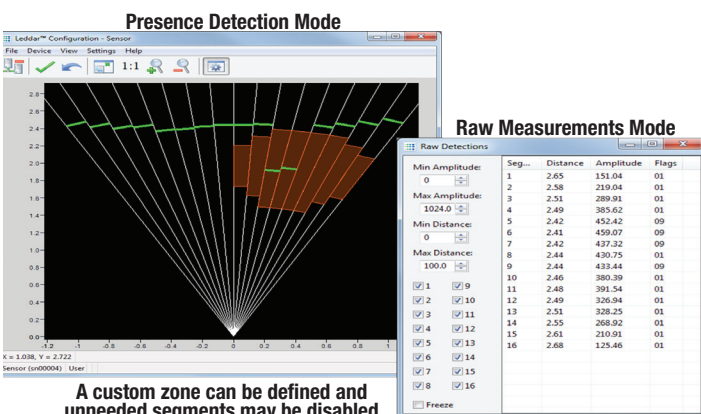 Presence Detection Mode
Leddar™ Configuration - Sensor
File Device View Settings Help
1:1
2.8
2.6
2.4
2.2
2.0
1.8
1.6
1.4
1.2
1.0
0.8
0.6
0.4
0.2
0.0
-1.2 -1 -0.8 -0.6 -0.4 -0.2 0 0.2 0.4 0.6 0.8 1
X = 1.038, Y = 2.722
Sensor (sn00004) User
A custom zone can be defined and
unneeded segments may be disabled
Raw Measurements Mode
Raw Detections
Min Amplitude:
0
Max Amplitude:
1024.0
Min Distance:
0
Max Distance:
100.0
1 9
2 10
3 11
4 12
5 13
6 14
7 15
8 16
Freeze
Seg... Distance Amplitude Flags
1 2.65 151.04 01
2 2.58 219.04 01
3 2.51 289.91 01
4 2.49 385.62 01
5 2.42 452.42 09
6 2.41 459.07 09
7 2.42 437.32 09
8 2.44 430.75 01
9 2.44 433.44 09
10 2.46 380.39 01
11 2.48 391.54 01
12 2.49 326.94 01
13 2.51 328.25 01
14 2.55 268.92 01
15 2.61 210.91 01
16 2.68 125.46 01